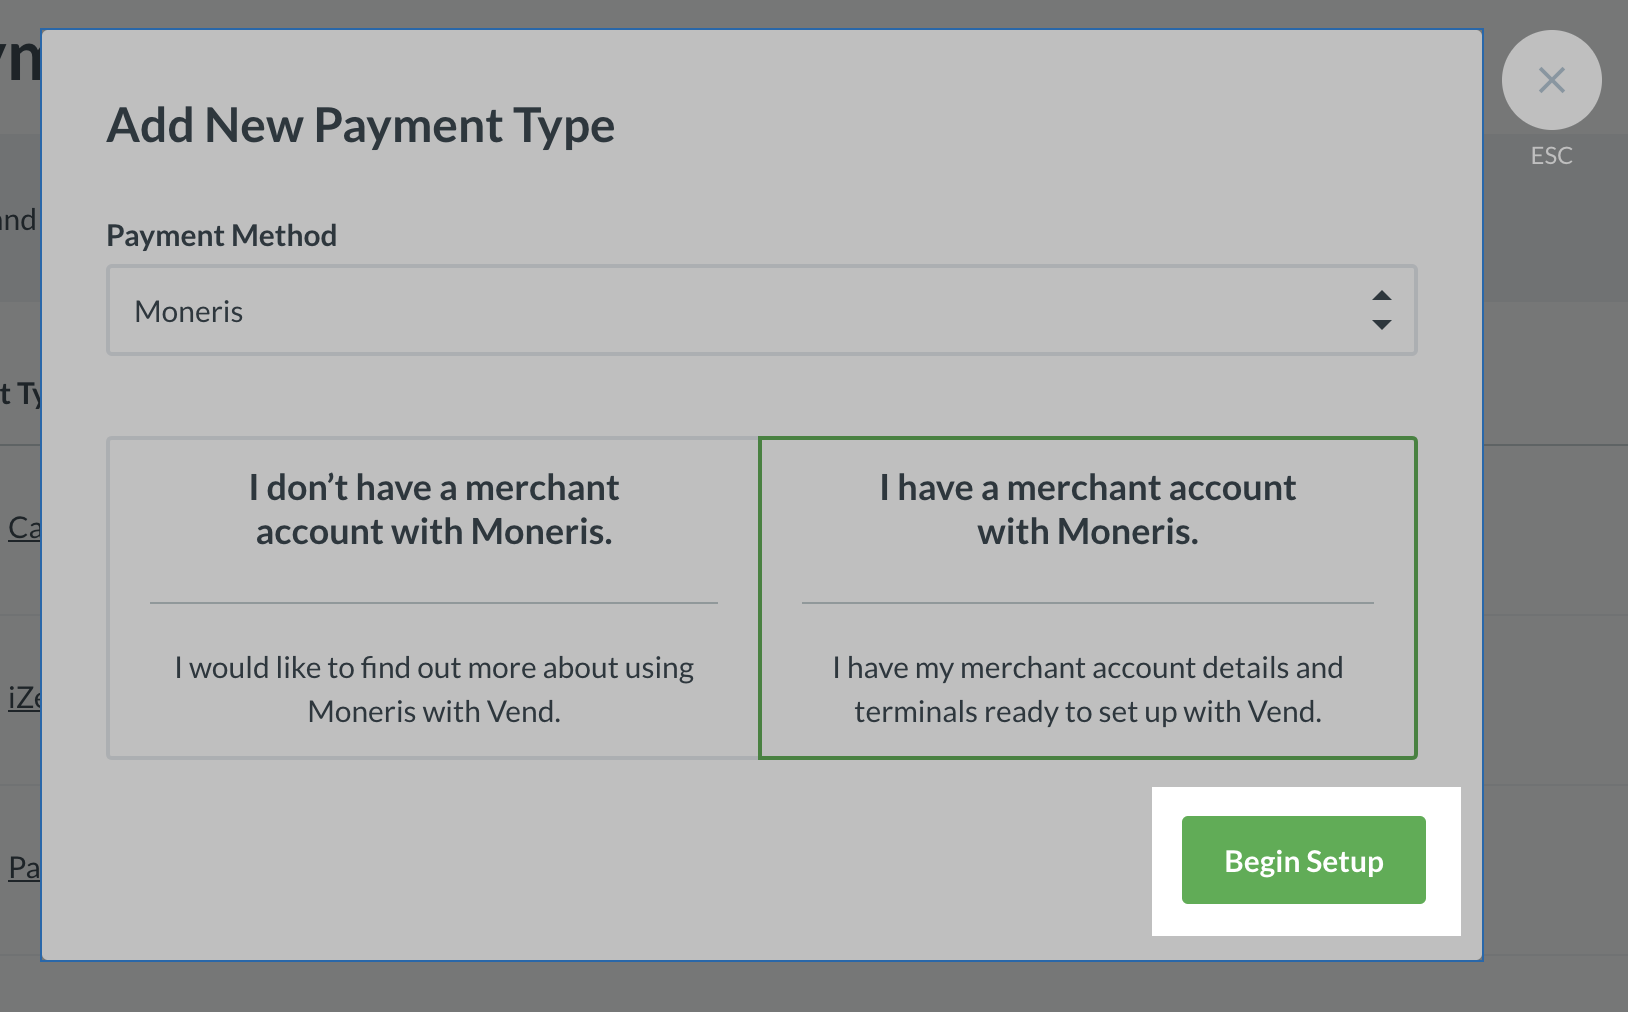 Add New Payment Type
ESC
and
Payment Method
Moneris
t Ty
I don’t have a merchant
account with Moneris.
I would like to find out more about using
Moneris with Vend.
I have a merchant account
with Moneris.
I have my merchant account details and
terminals ready to set up with Vend.
Ca
iZe
Pa
Begin Setup